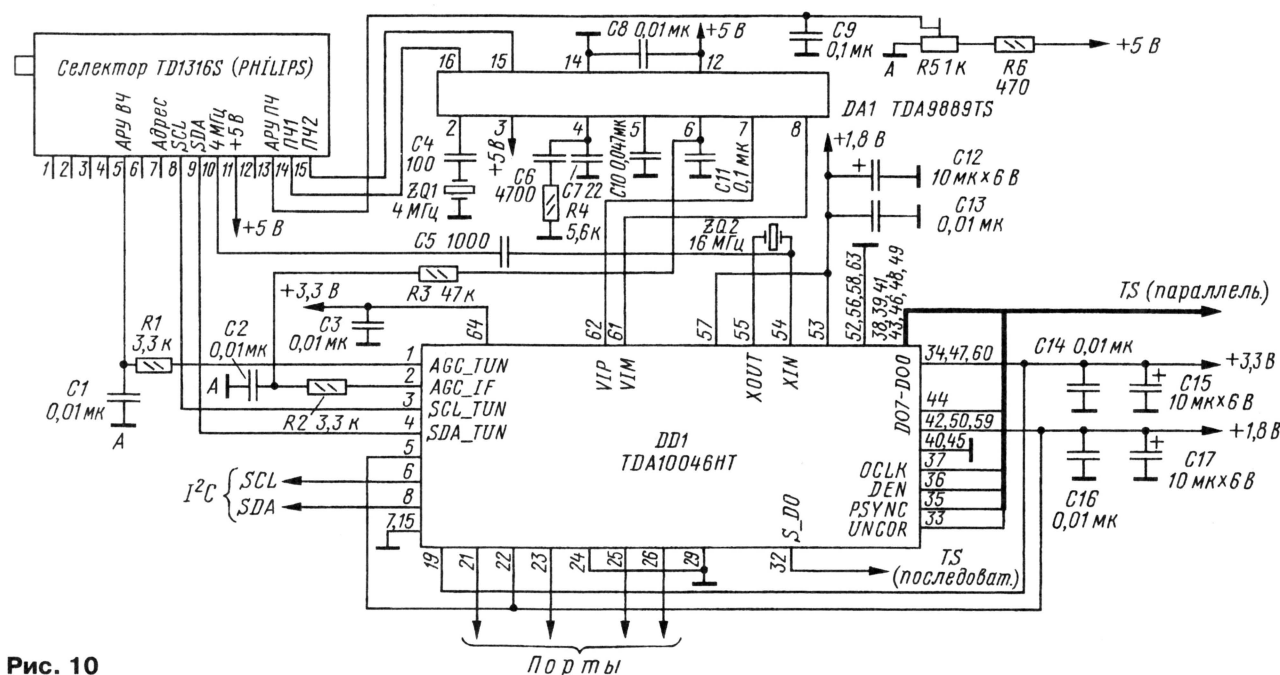 Селектор TD1316S (PHILIPS)
АРУ ВЧ
Адрес
SCL
SDA
4 МГц
+5 В
АРУ ПЧ
ПЧ1
ПЧ2
1 2 3 4 5 6 7 8 9 10 11 12 13 14 15
+5 В
16 15 14 12
C8 0,01 мк
+5 В
C9
0,1 мк
A
R5 1 к
R6
470
+5 В
DA1 TDA9889TS
2 3 4 5 6 7 8
C4
100
ZQ1
4 МГц
+5 В
C6
4700
C7 22
R4
5,6 к
C10 0,047 мк
C11
0,1 мк
+1,8 В
C12
10 мк × 6 В
C13
0,01 мк
C5 1000
ZQ2
16 МГц
R3 47 к
+3,3 В
C3
0,01 мк
R1
3,3 к
C2
0,01 мк
C1
0,01 мк
A
A
R2 3,3 к
64 62 61 57 55 54 53
52, 56, 58, 63
38, 39, 41,
43, 46, 48, 49
TS (параллель.)
1 AGC_TUN
2 AGC_IF
3 SCL_TUN
4 SDA_TUN
5
6
8
7,15
VIP
VIM
XOUT
XIN
DO7-DO0
34,47,60
C14 0,01 мк
+3,3 В
C15
10 мк × 6 В
44
42,50,59
+1,8 В
40,45
DD1
TDA10046HT
OCLK 37
DEN 36
PSYNC 35
UNCOR 33
C16
0,01 мк
C17
10 мк × 6 В
I²C
SCL
SDA
S_DO
19 21 22 23 24 25 26 29 32
TS
(последоват.)
Порты
Рис. 10